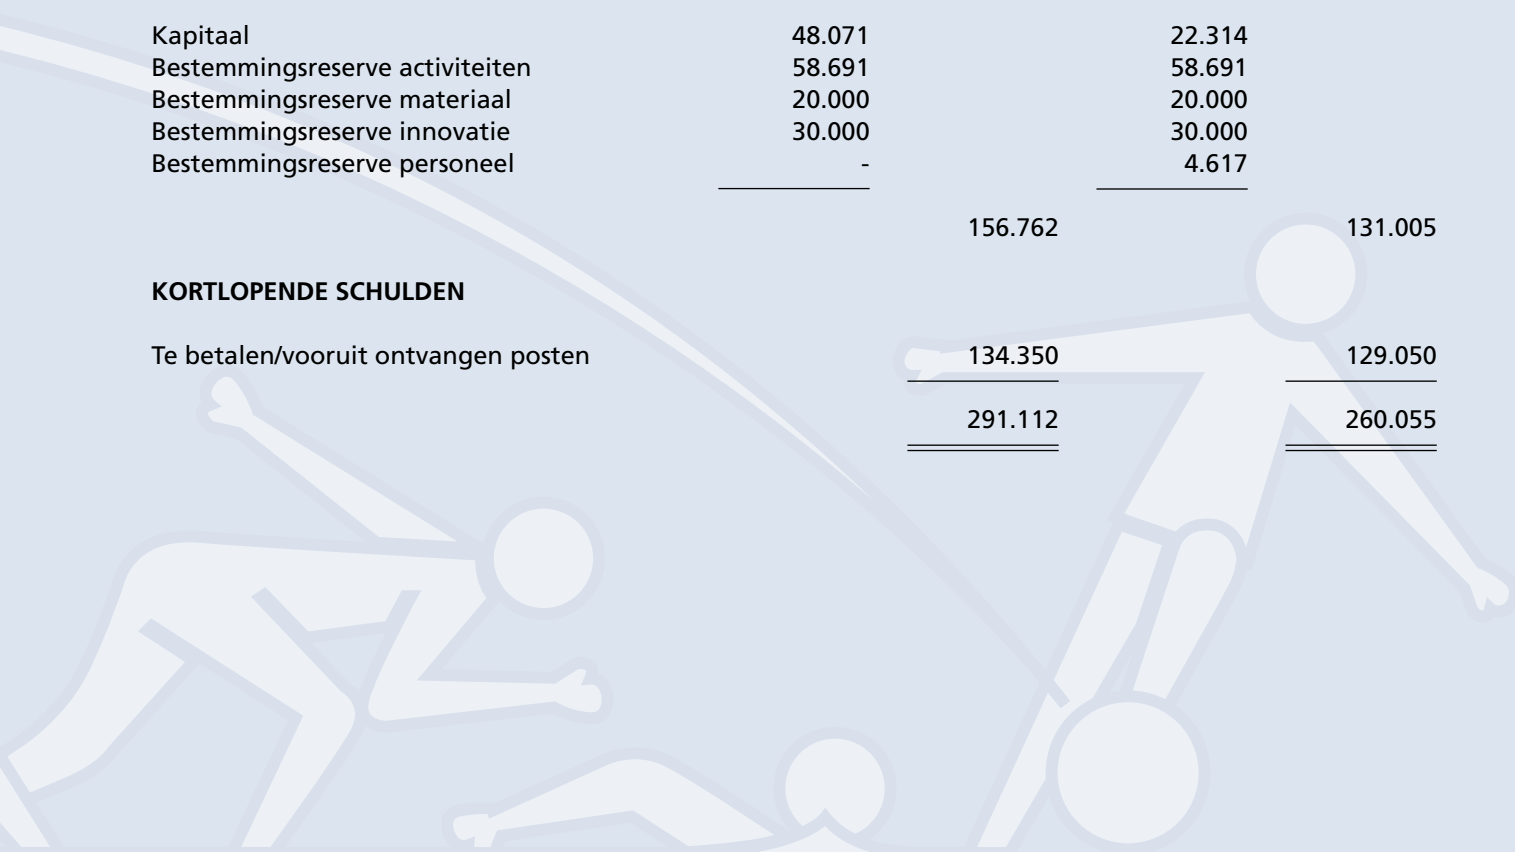 Kapitaal 48.071 22.314
Bestemmingsreserve activiteiten 58.691 58.691
Bestemmingsreserve materiaal 20.000 20.000
Bestemmingsreserve innovatie 30.000 30.000
Bestemmingsreserve personeel - 4.617
156.762 131.005
KORTLOPENDE SCHULDEN
Te betalen/vooruit ontvangen posten 134.350 129.050
291.112 260.055